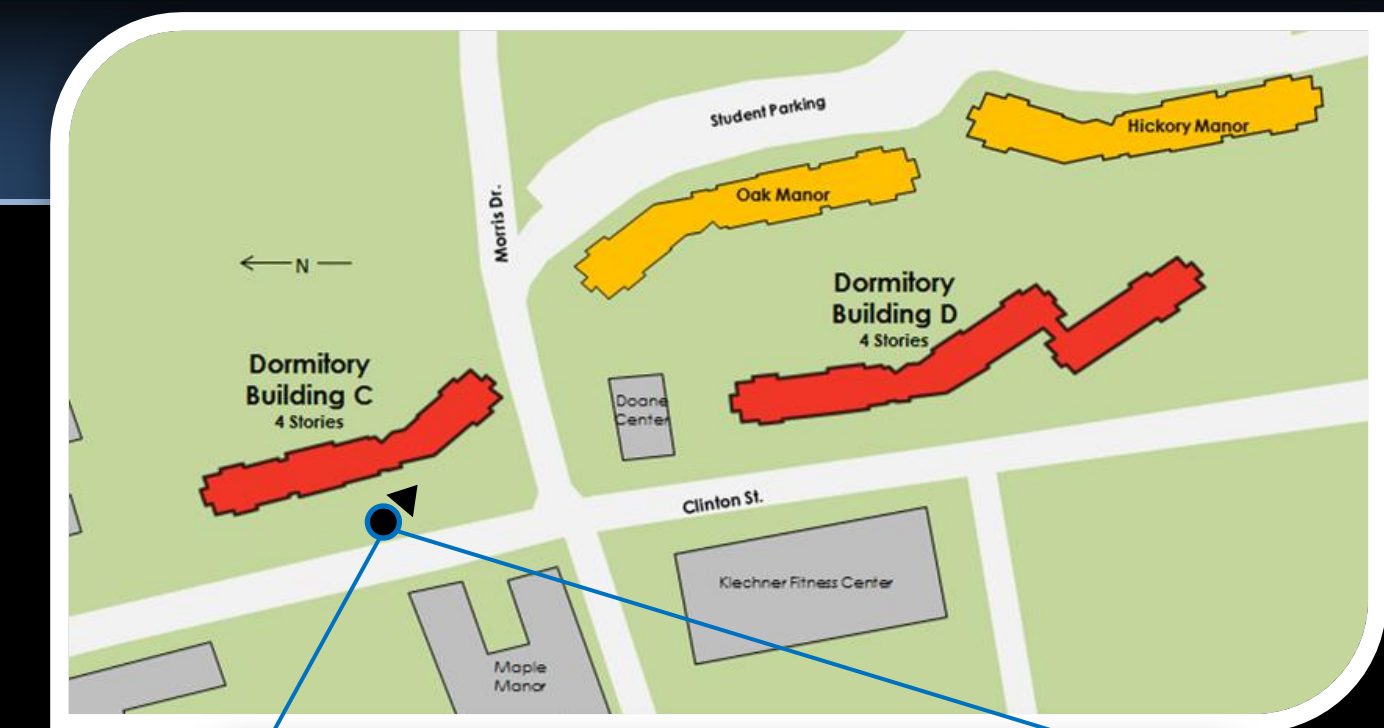 Student Parking
Hickory Manor
Oak Manor
Morris Dr.
N
Dormitory
Building D
4 Stories
Dormitory
Building C
4 Stories
Doane
Center
Clinton St.
Klechner Fitness Center
Maple
Manor